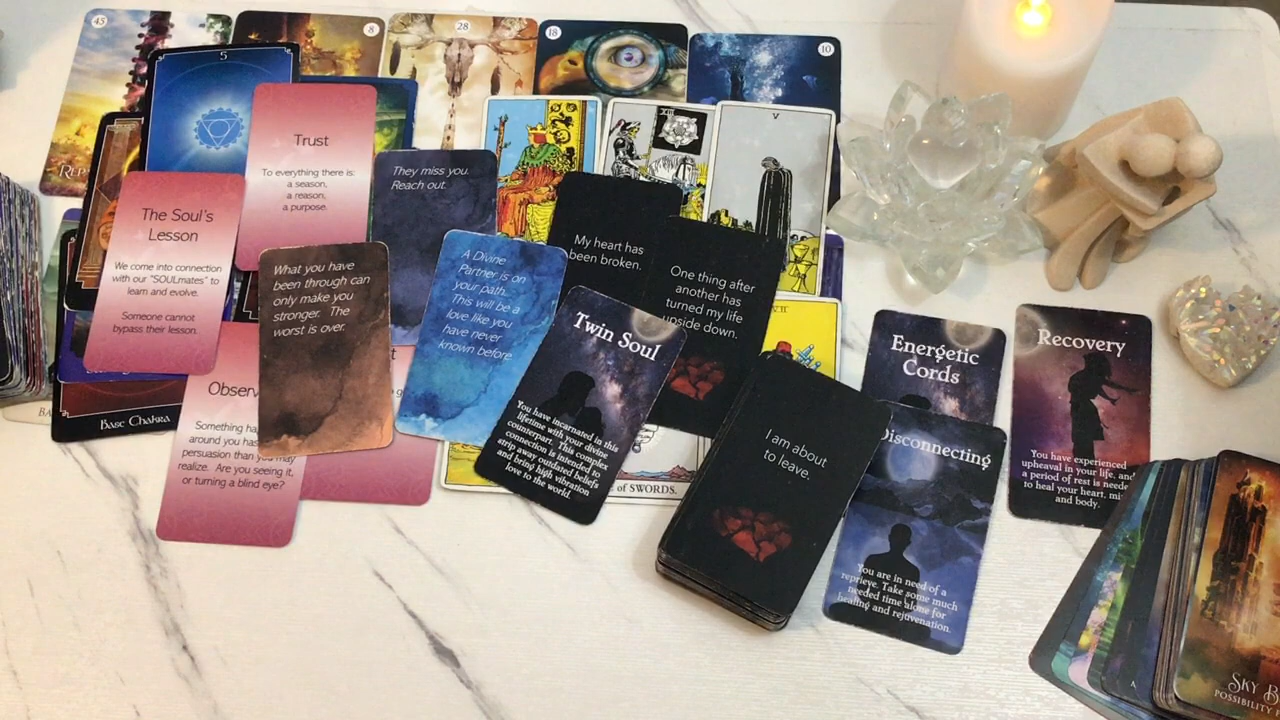 45
8
28
18
10
5
REP
Trust
To everything there is:
a season,
a reason,
a purpose.
They miss you.
Reach out.
XIII
V
The Soul's
Lesson
We come into connection
with our "SOULmates" to
learn and evolve.
Someone cannot
bypass their lesson.
What you have
been through can
only make you
stronger. The
worst is over.
A Divine
Partner is on
your path.
This will be a
love like you
have never
known before
My heart has
been broken.
One thing after
another has
turned my life
upside down.
Twin Soul
You have incarnated in this
lifetime with your divine
counterpart. This complex
connection is intended to
strip away outdated beliefs
and bring high vibration
love to the world.
Energetic
Cords
Recovery
You have experienced
upheaval in your life, and
a period of rest is needed
to heal your heart, mi
and body.
BASE CHAKRA
Observ
Something ha
around you has
persuasion than you may
realize. Are you seeing it,
or turning a blind eye?
of SWORDS.
I am about
to leave.
Disconnecting
You are in need of a
reprieve. Take some much
needed time alone for
healing and rejuvenation.
SKY B
POSSIBILITY